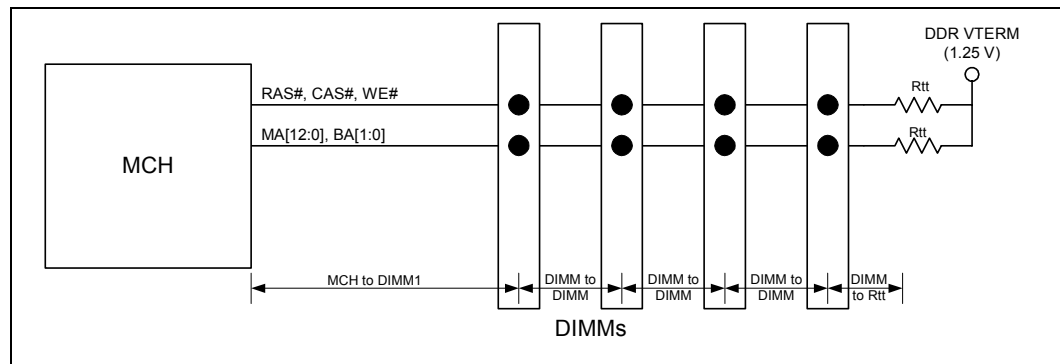 DDR VTERM
(1.25 V)
Rtt
RAS#, CAS#, WE#
Rtt
MA[12:0], BA[1:0]
MCH
MCH to DIMM1
DIMM to
DIMM
DIMM to
DIMM
DIMM to
DIMM
DIMM
to Rtt
DIMMs